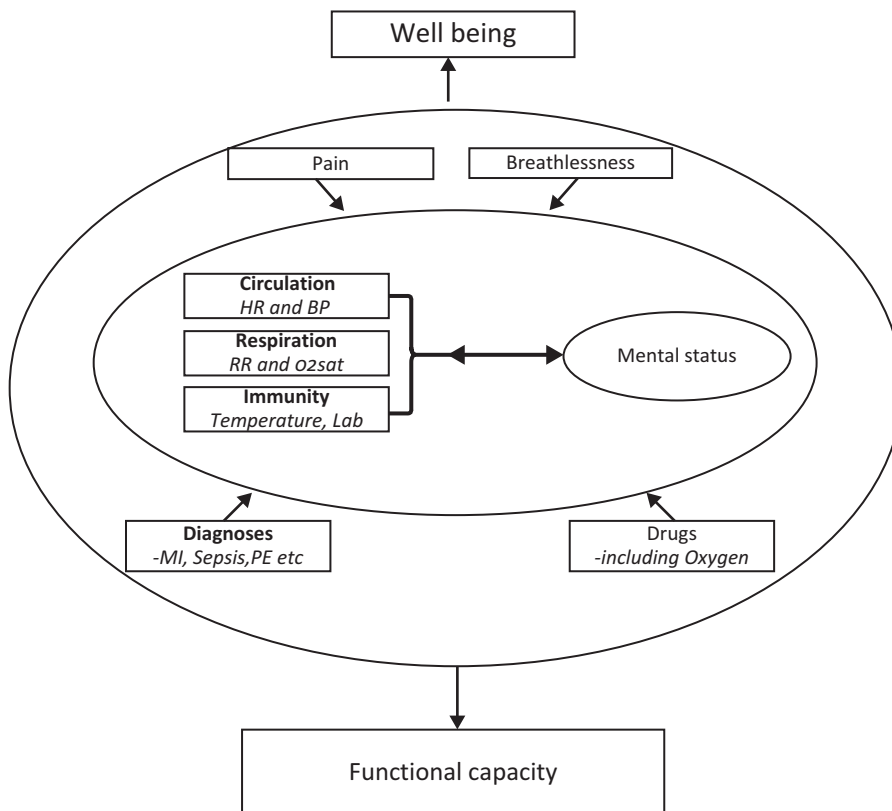 Well being
Pain
Breathlessness
Circulation
HR and BP
Respiration
RR and o2sat
Immunity
Temperature, Lab
Mental status
Diagnoses
-MI, Sepsis,PE etc
Drugs
-including Oxygen
Functional capacity